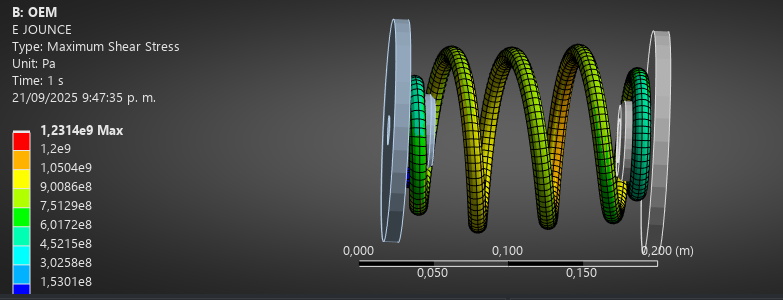 B: OEM
E JOUNCE
Type: Maximum Shear Stress
Unit: Pa
Time: 1 s
21/09/2025 9:47:35 p. m.
1,2314e9 Max
1,2e9
1,0504e9
9,0086e8
7,5129e8
6,0172e8
4,5215e8
3,0258e8
1,5301e8
0,000 0,100 0,200 (m)
0,050 0,150